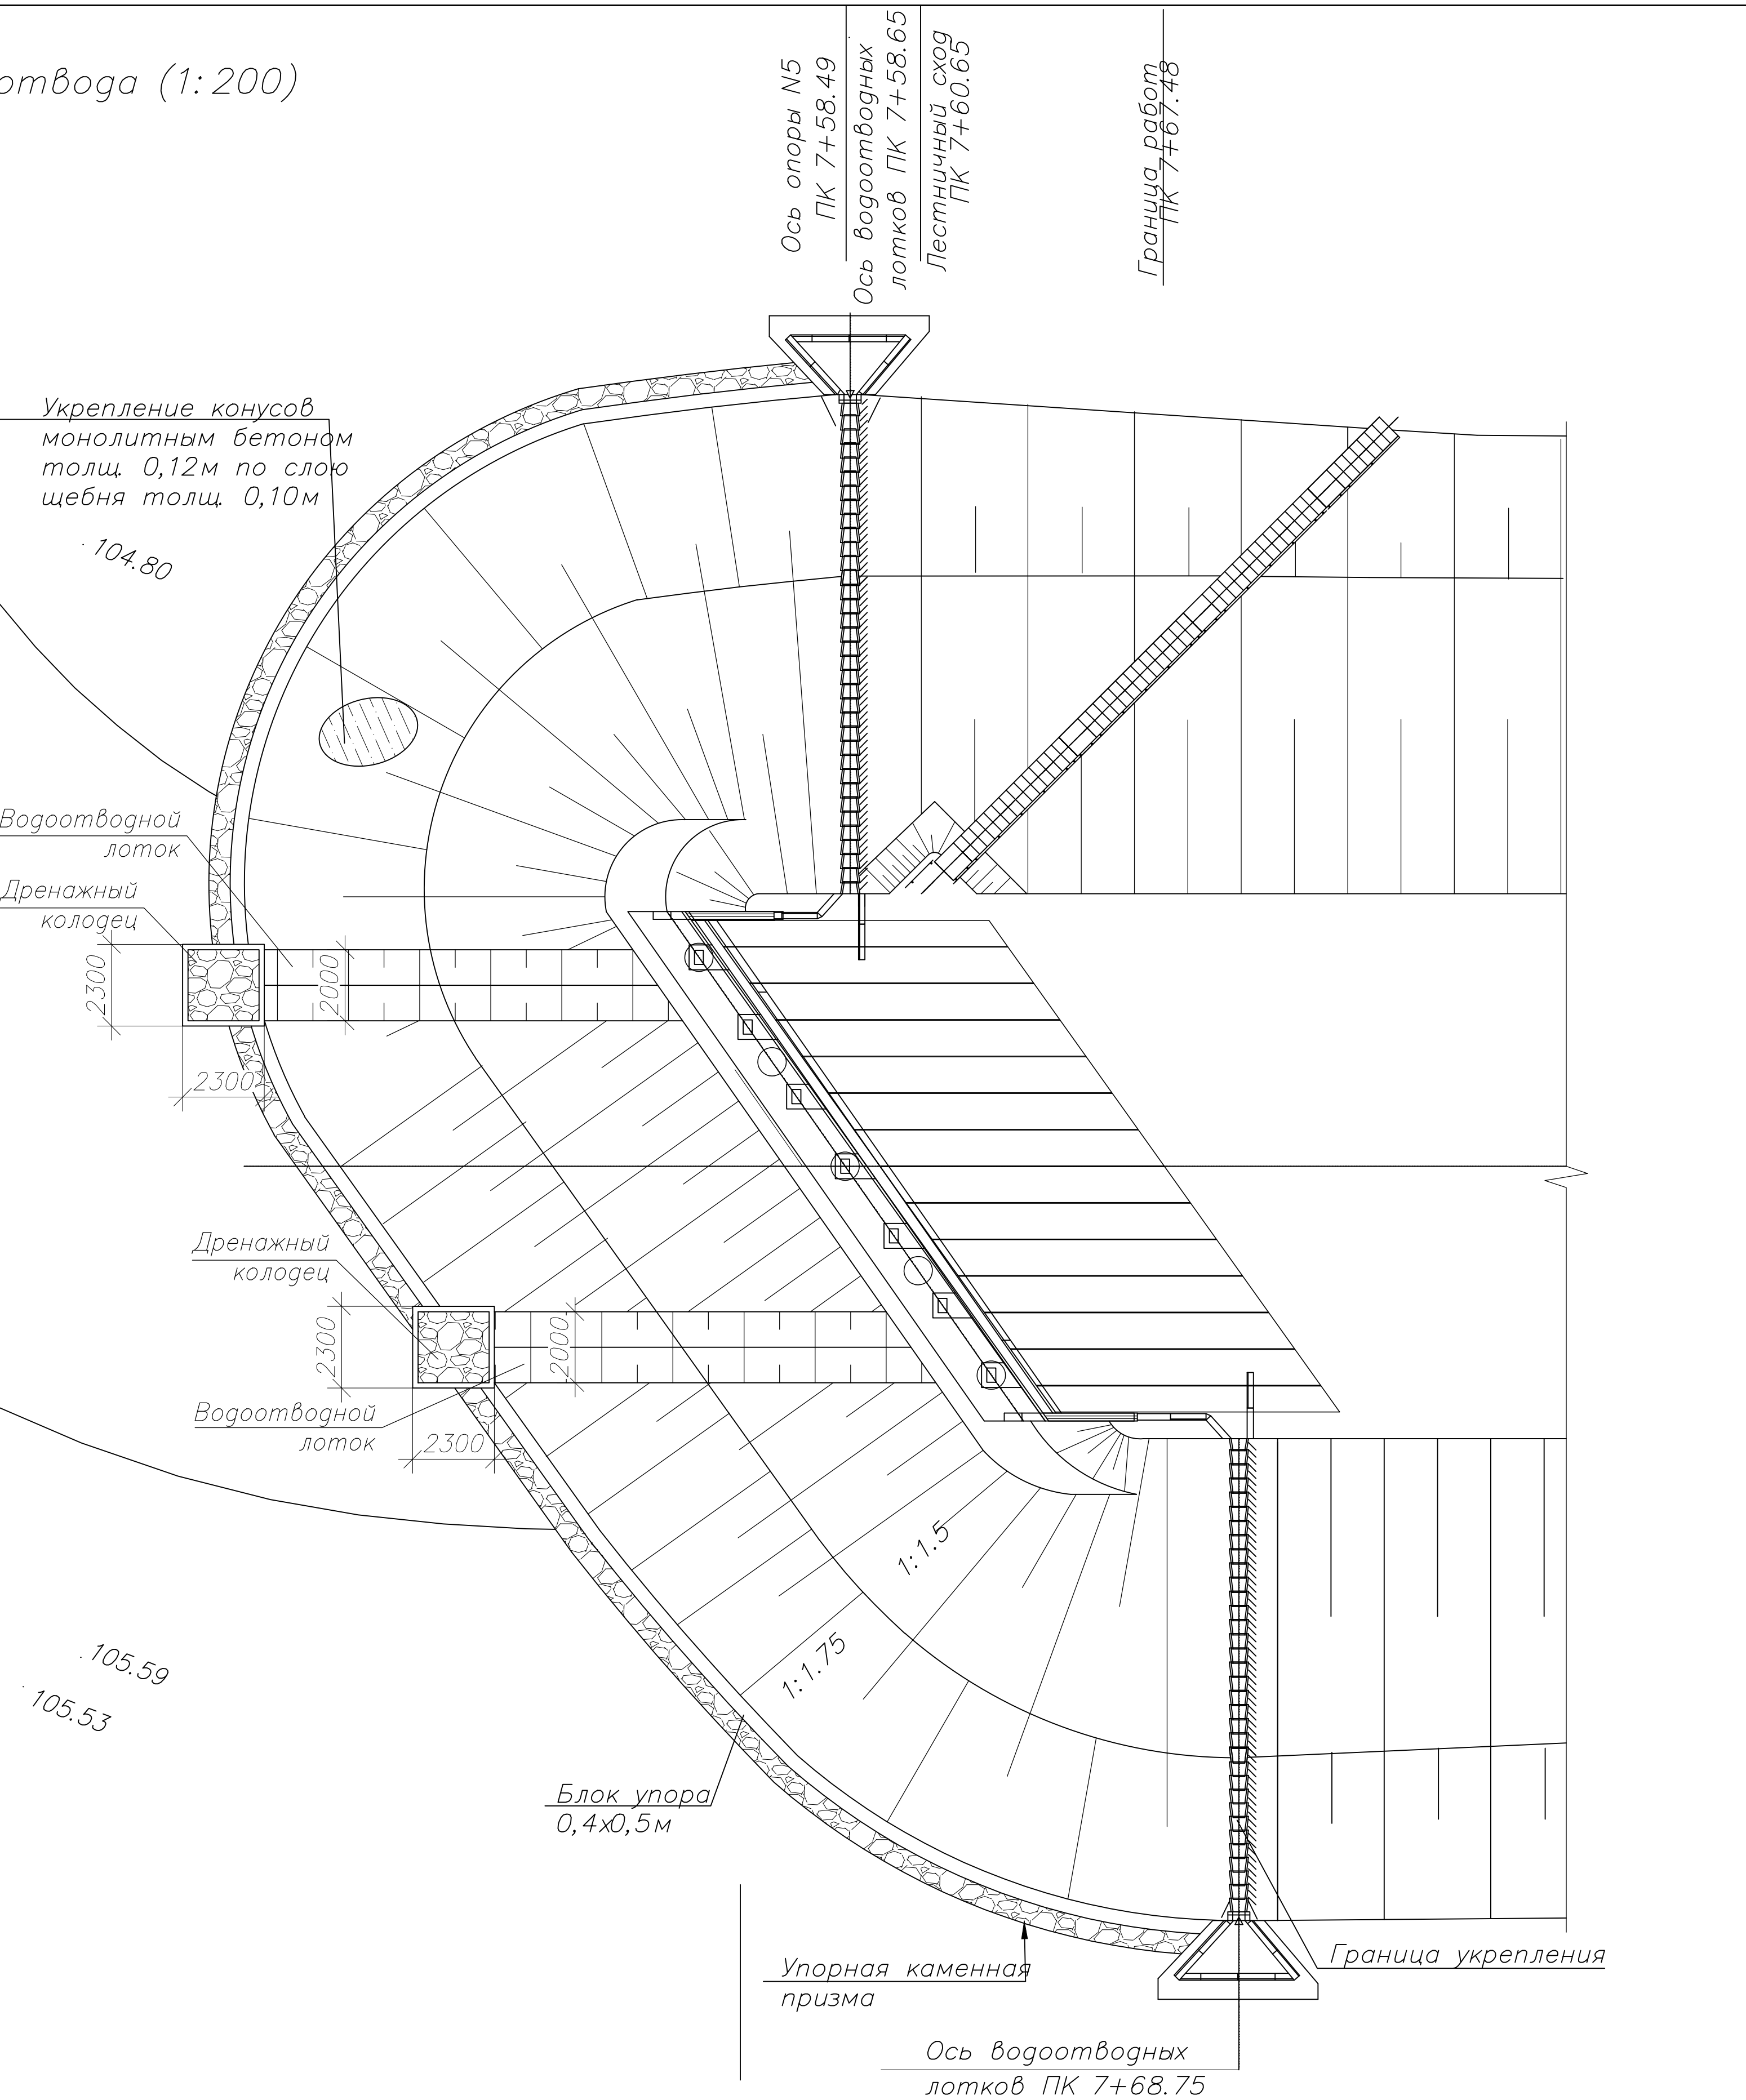 отвода (1:200)
Ось опоры N5
ПК 7+58.49
Ось водоотводных
лотков ПК 7+58.65
Лестничный сход
ПК 7+60.65
Граница работ
ПК 7+67.48
Укрепление конусов
монолитным бетоном
толщ. 0,12м по слою
щебня толщ. 0,10м
104.80
Водоотводной
лоток
Дренажный
колодец
2300
2000
2300
Дренажный
колодец
2300
2000
Водоотводной
лоток
2300
1:1.5
1:1.75
105.59
105.53
Блок упора
0,4х0,5м
Упорная каменная
призма
Граница укрепления
Ось водоотводных
лотков ПК 7+68.75